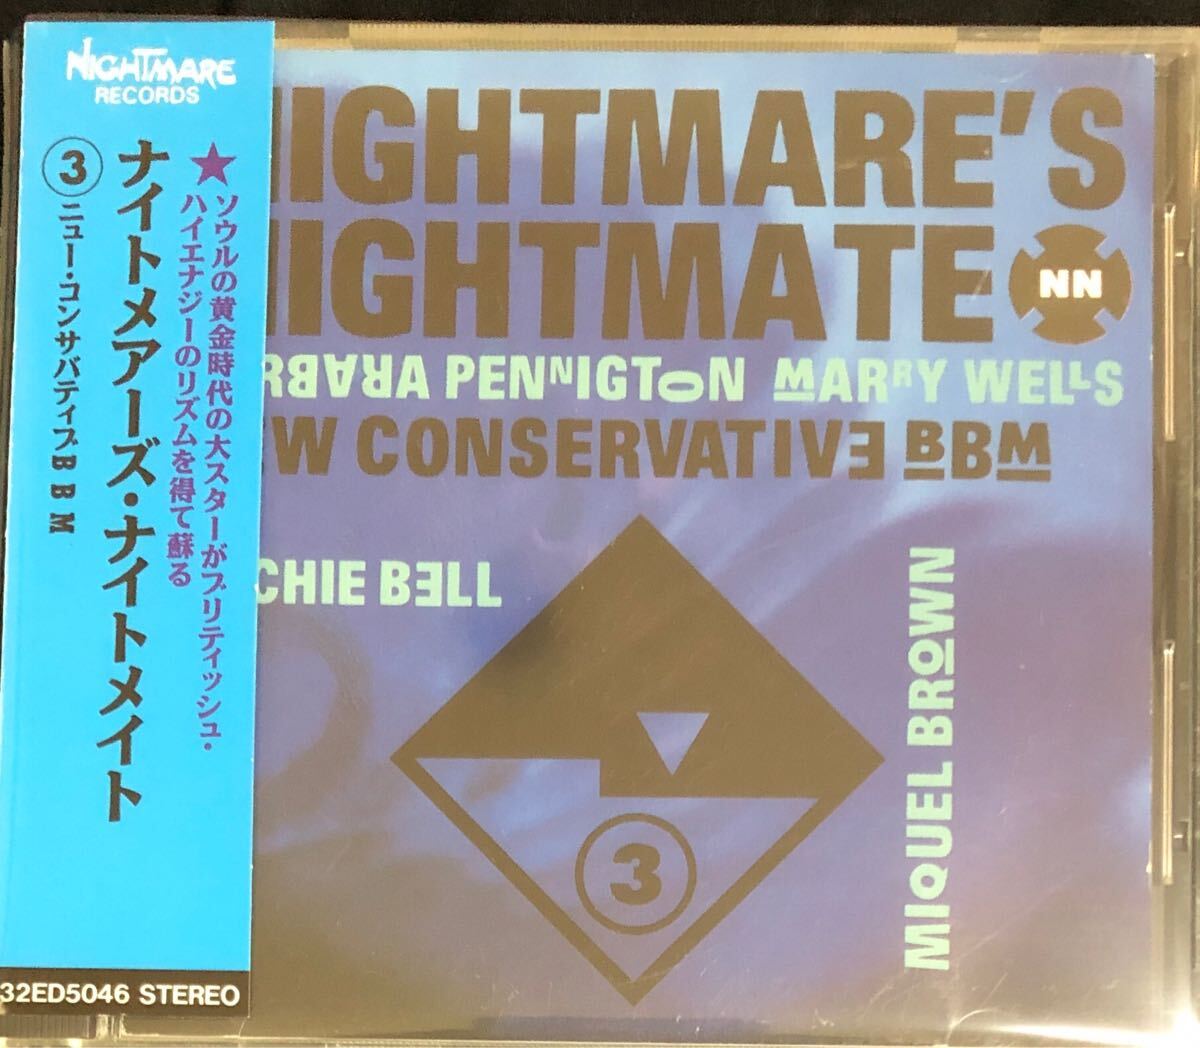 NIGHTMARE
RECORDS
★ソウルの黄金時代の大スターがブリティッシュ・
ハイエナジーのリズムを得て蘇る
ナイトメアーズ・ナイトメイト
③ニュー・コンサバティブBBM
32ED5046 STEREO
NIGHTMARE'S
NIGHTMATE
NN
RBARA PENNIGTON MARRY WELLS
W CONSERVATIVE BBM
CHIE BELL
MIQUEL BROWN
3